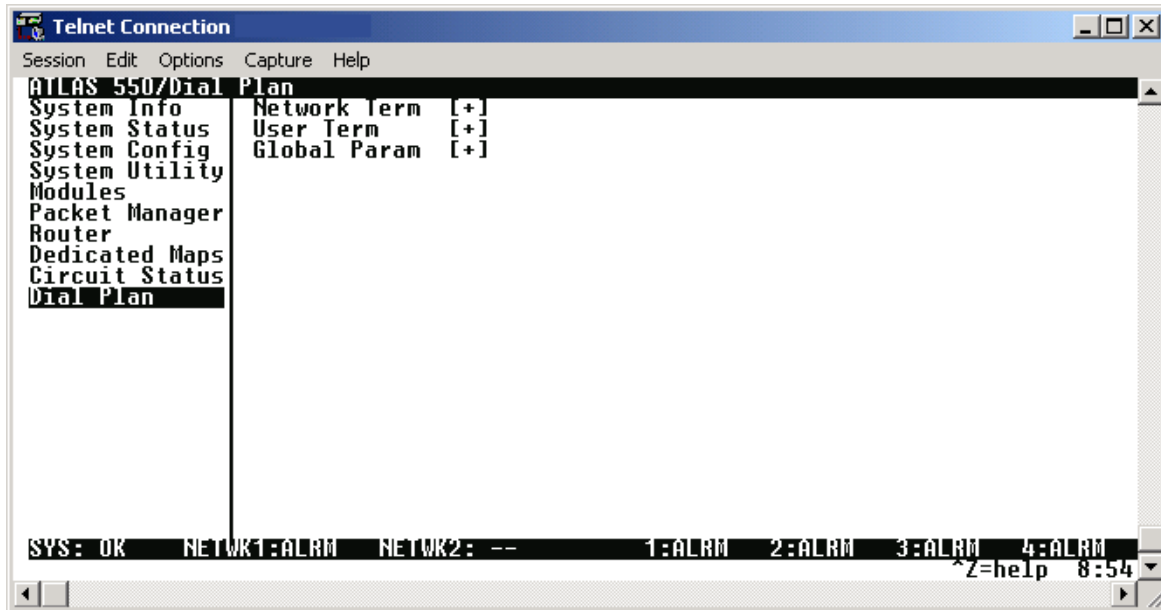 Telnet Connection
Session Edit Options Capture Help
ATLAS 550/Dial Plan
System Info Network Term [+]
System Status User Term [+]
System Config Global Param [+]
System Utility
Modules
Packet Manager
Router
Dedicated Maps
Circuit Status
Dial Plan
SYS: OK NETWK1:ALRM NETWK2: -- 1:ALRM 2:ALRM 3:ALRM 4:ALRM
^Z=help 8:54